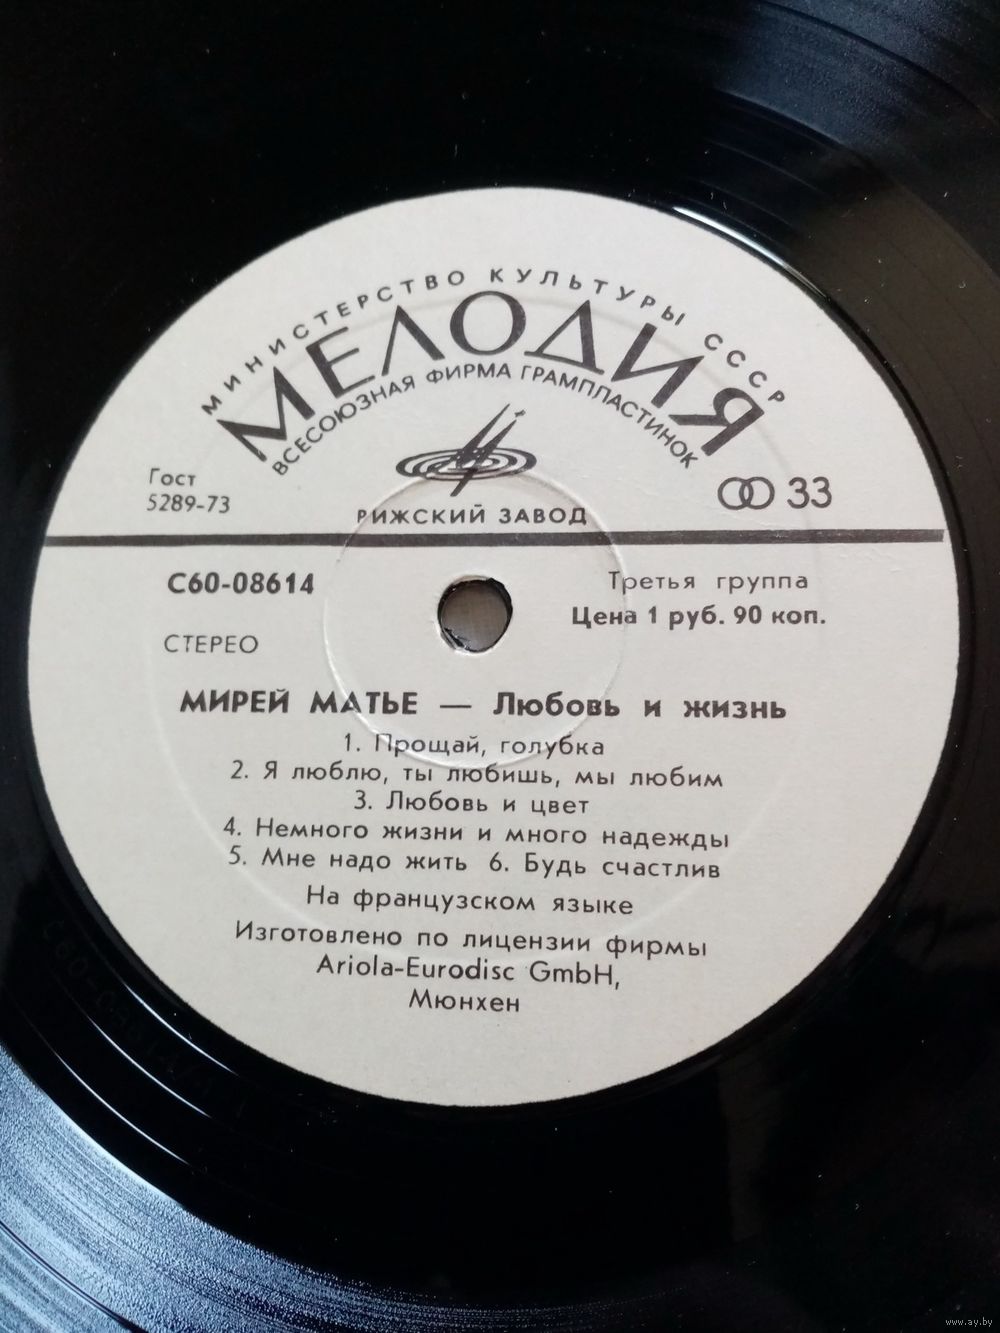 МИНИСТЕРСТВО КУЛЬТУРЫ СССР
МЕЛОДИЯ
ВСЕСОЮЗНАЯ ФИРМА ГРАМПЛАСТИНОК
Гост
5289-73
33
РИЖСКИЙ ЗАВОД
С60-08614
Третья группа
Цена 1 руб. 90 коп.
СТЕРЕО
МИРЕЙ МАТЬЕ — Любовь и жизнь
1. Прощай, голубка
2. Я люблю, ты любишь, мы любим
3. Любовь и цвет
4. Немного жизни и много надежды
5. Мне надо жить 6. Будь счастлив
На французском языке
Изготовлено по лицензии фирмы
Ariola-Eurodisc GmbH,
Мюнхен
www.ay.by